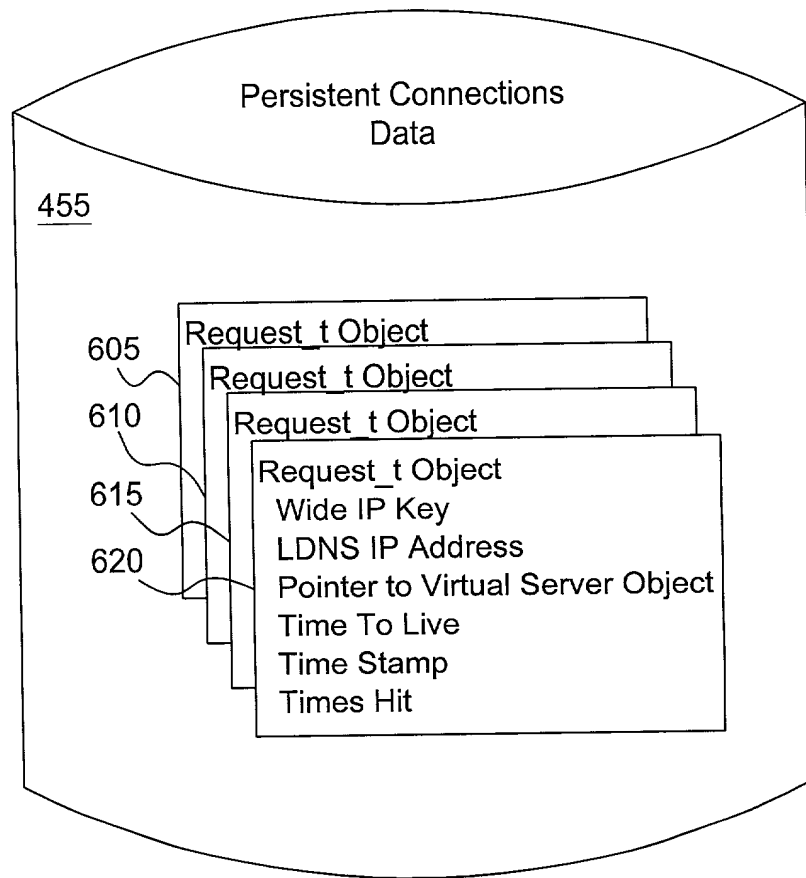 Persistent Connections
Data
455
605
Request_t Object
610
Request_t Object
615
Request_t Object
620
Request_t Object
Wide IP Key
LDNS IP Address
Pointer to Virtual Server Object
Time To Live
Time Stamp
Times Hit